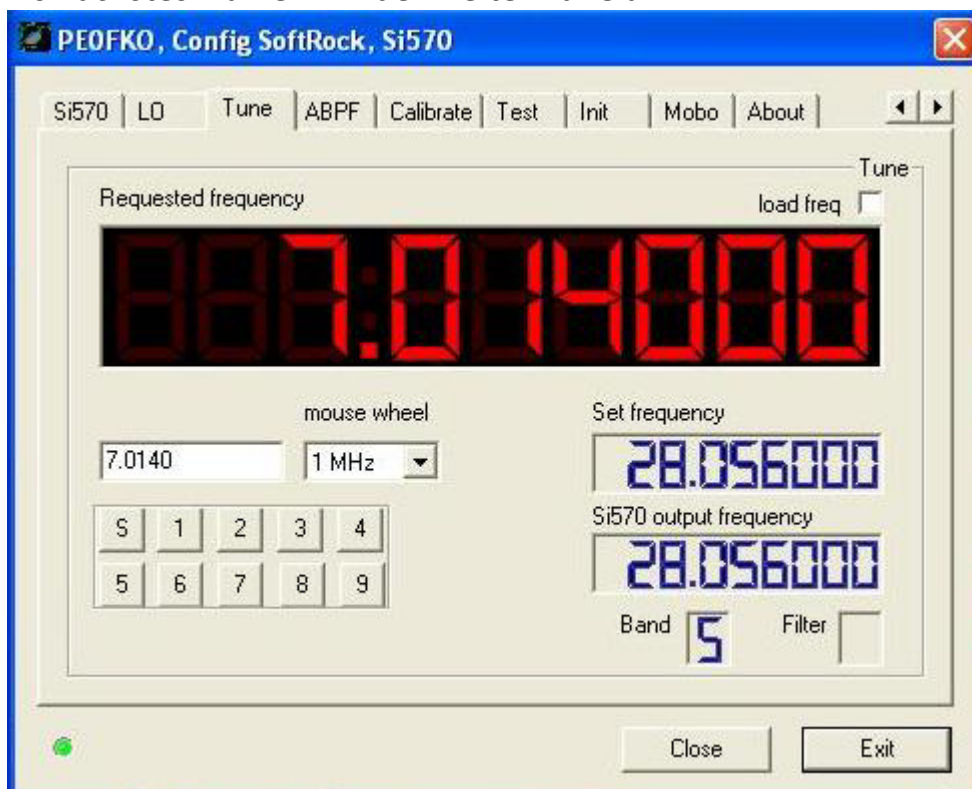 PE0FKO, Config SoftRock, Si570
Si570 LO Tune ABPF Calibrate Test Init Mobo About
Tune
Requested frequency load freq
7.014000
mouse wheel Set frequency
7.0140 1 MHz 28.056000
S 1 2 3 4 Si570 output frequency
5 6 7 8 9 28.056000
Band 5 Filter
Close Exit